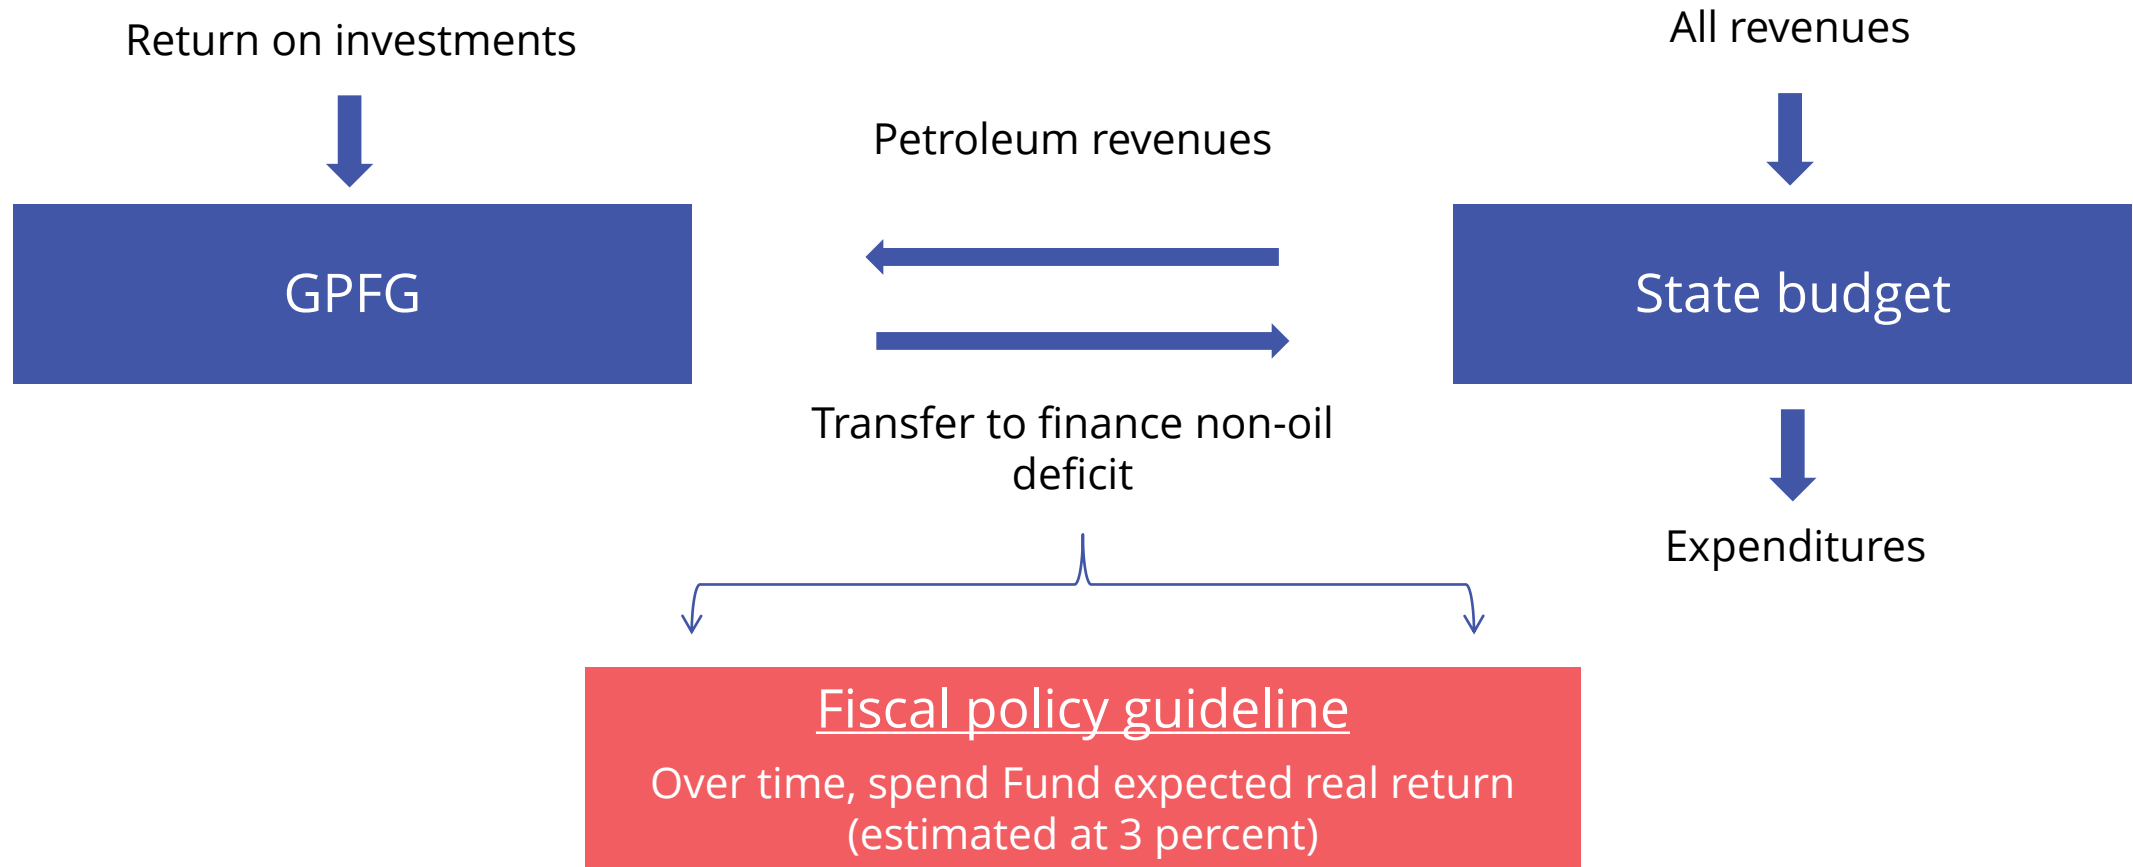 Return on investments
All revenues
Petroleum revenues
GPFG
State budget
Transfer to finance non-oil
deficit
Expenditures
Fiscal policy guideline
Over time, spend Fund expected real return
(estimated at 3 percent)